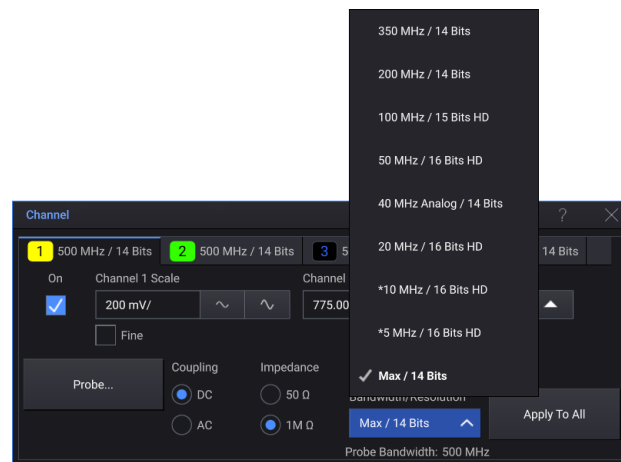 350 MHz / 14 Bits
200 MHz / 14 Bits
100 MHz / 15 Bits HD
50 MHz / 16 Bits HD
40 MHz Analog / 14 Bits
20 MHz / 16 Bits HD
*10 MHz / 16 Bits HD
*5 MHz / 16 Bits HD
Max / 14 Bits
Channel
?
1 500 MHz / 14 Bits
2 500 MHz / 14 Bits
3 5
14 Bits
On
Channel 1 Scale
Channel
200 mV/
775.00
Fine
Probe...
Coupling
Impedance
DC
AC
50 Ω
1M Ω
Bandwidth/Resolution
Max / 14 Bits
Probe Bandwidth: 500 MHz
Apply To All